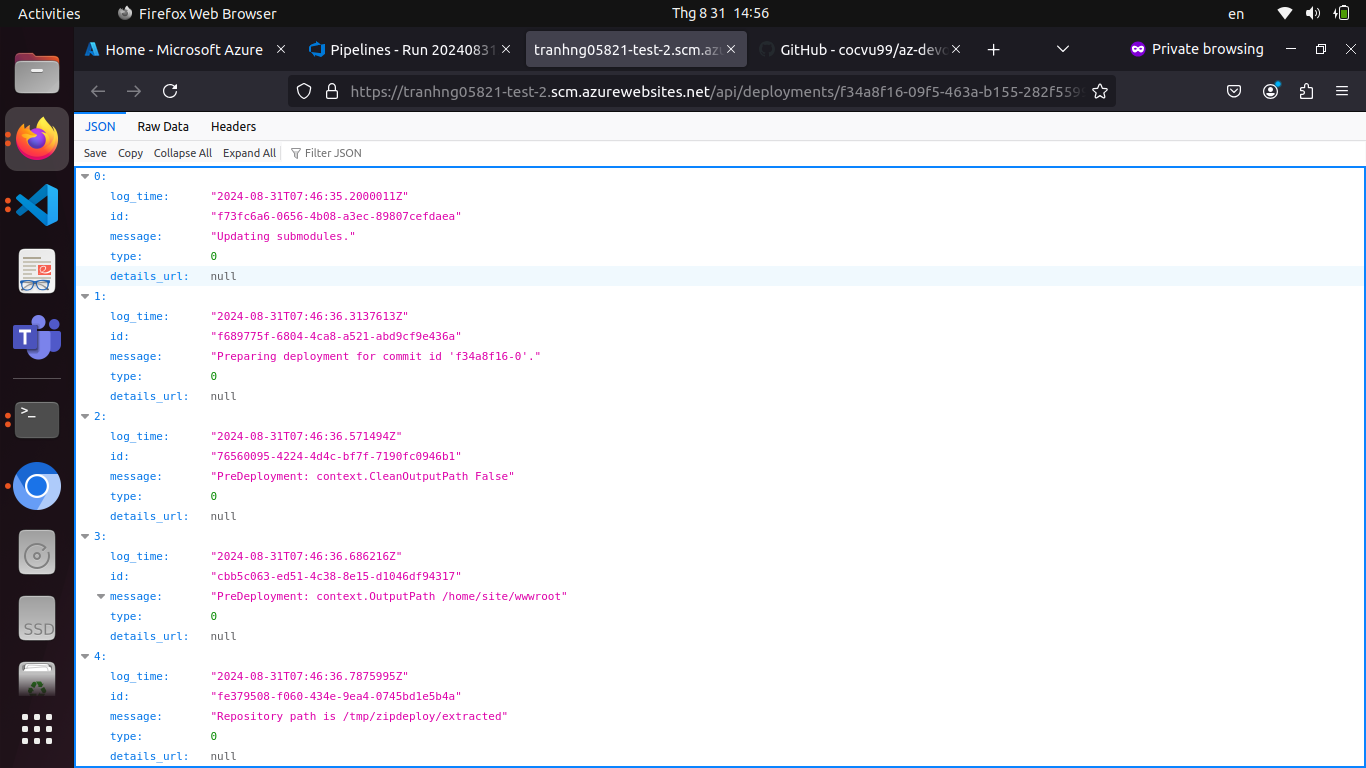 Activities
Firefox Web Browser
Thg 8 31 14:56
en
Home - Microsoft Azure
Pipelines - Run 20240831
tranhng05821-test-2.scm.az
GitHub - cocvu99/az-devo
Private browsing
https://tranhng05821-test-2.scm.azurewebsites.net/api/deployments/f34a8f16-09f5-463a-b155-282f559
JSON
Raw Data
Headers
Save
Copy
Collapse All
Expand All
Filter JSON
0:
log_time: "2024-08-31T07:46:35.2000011Z"
id: "f73fc6a6-0656-4b08-a3ec-89807cefdaea"
message: "Updating submodules."
type: 0
details_url: null
1:
log_time: "2024-08-31T07:46:36.3137613Z"
id: "f689775f-6804-4ca8-a521-abd9cf9e436a"
message: "Preparing deployment for commit id 'f34a8f16-0'."
type: 0
details_url: null
2:
log_time: "2024-08-31T07:46:36.571494Z"
id: "76560095-4224-4d4c-bf7f-7190fc0946b1"
message: "PreDeployment: context.CleanOutputPath False"
type: 0
details_url: null
3:
log_time: "2024-08-31T07:46:36.686216Z"
id: "cbb5c063-ed51-4c38-8e15-d1046df94317"
message: "PreDeployment: context.OutputPath /home/site/wwwroot"
type: 0
details_url: null
4:
log_time: "2024-08-31T07:46:36.7875995Z"
id: "fe379508-f060-434e-9ea4-0745bd1e5b4a"
message: "Repository path is /tmp/zipdeploy/extracted"
type: 0
details_url: null
T
>_
SSD